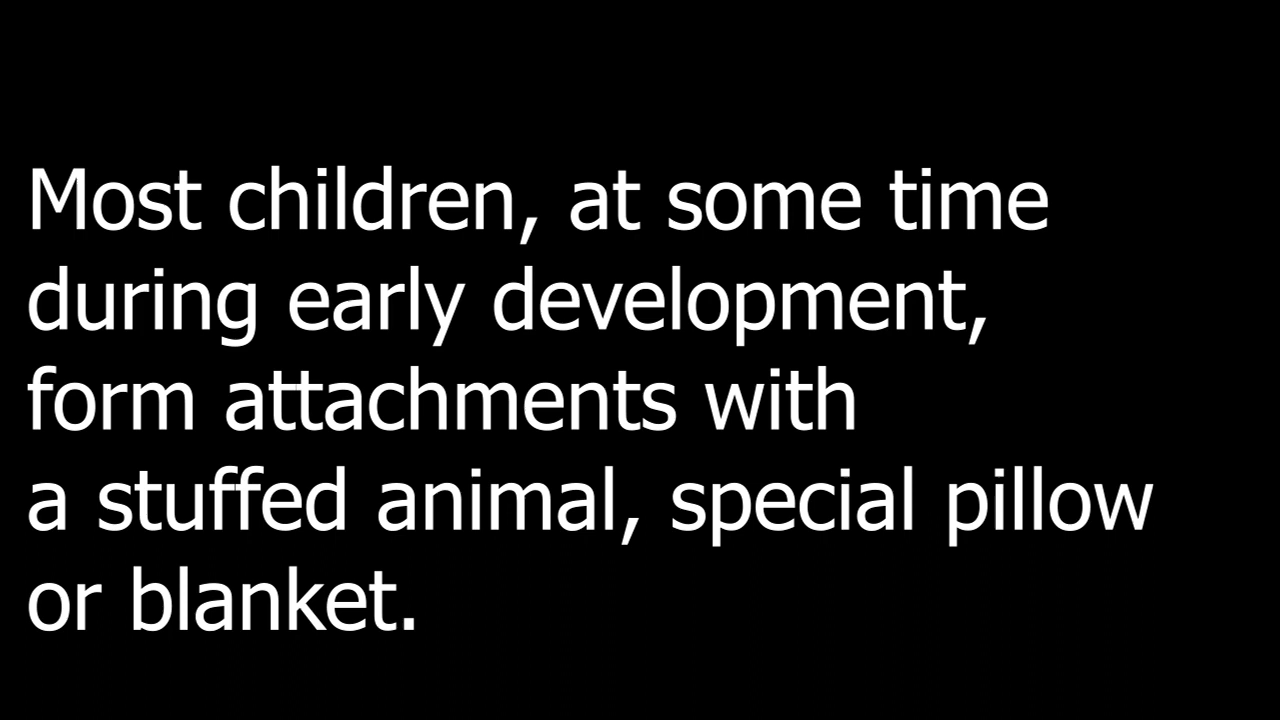 Most children, at some time
during early development,
form attachments with
a stuffed animal, special pillow
or blanket.